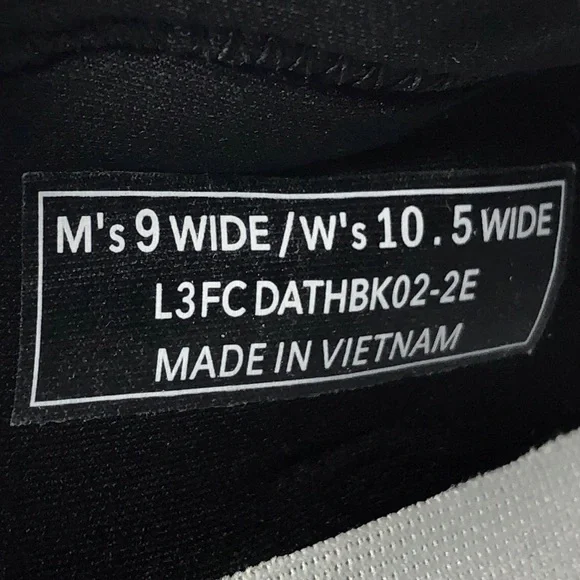 M's 9 WIDE / W's 10.5 WIDE
L3FC DATHBK02-2E
MADE IN VIETNAM